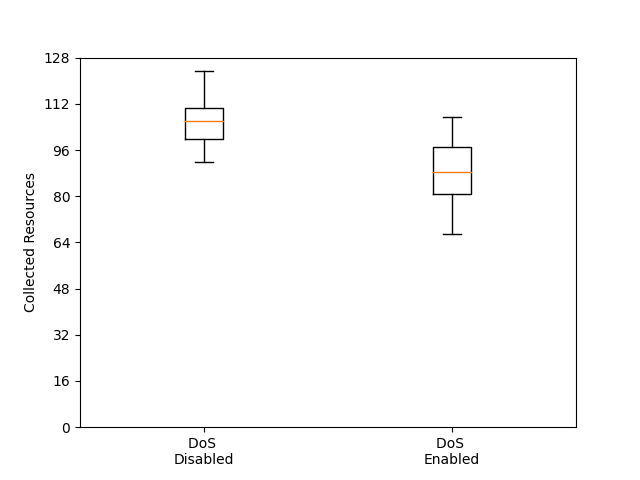 128
112
96
80
64
48
32
16
0
Collected Resources
DoS
Disabled
DoS
Enabled